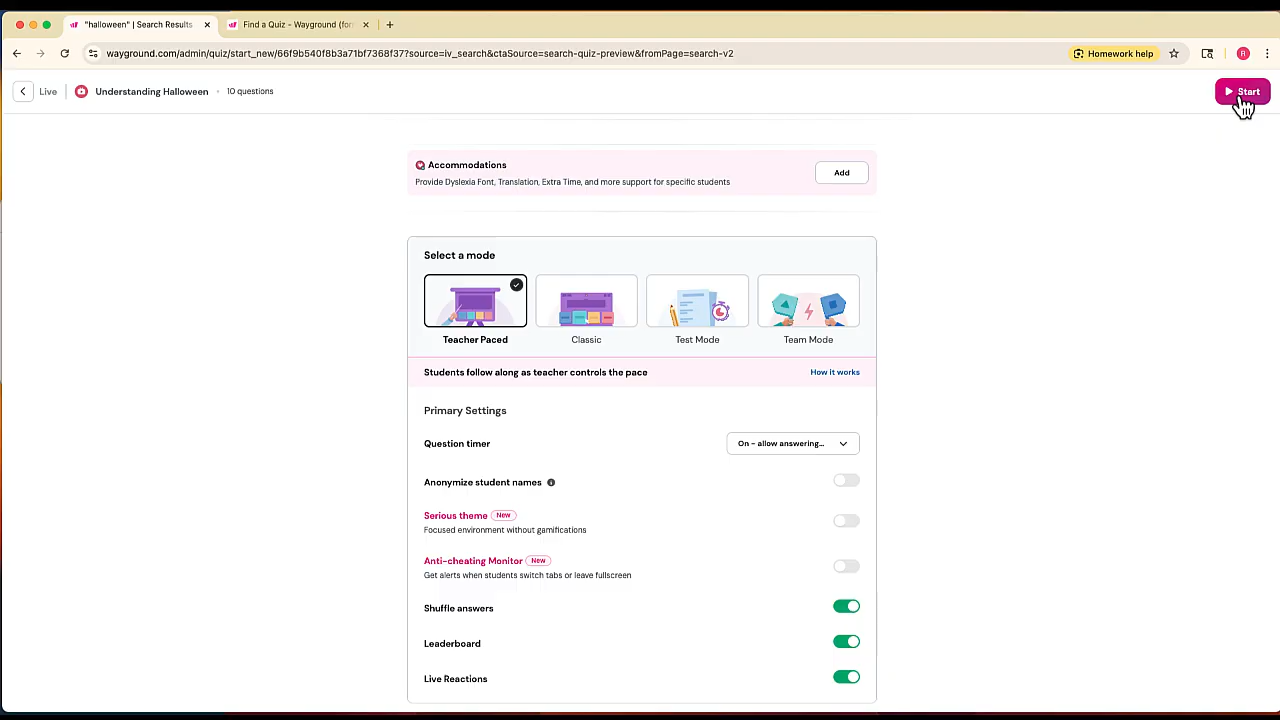 "halloween" | Search Results
Find a Quiz - Wayground (for
wayground.com/admin/quiz/start_new/66f9b540f8b3a71bf7368f37?source=lv_search&ctaSource=search-quiz-preview&fromPage=search-v2
Homework help
R
Live
Understanding Halloween
10 questions
Start
Accommodations
Provide Dyslexia Font, Translation, Extra Time, and more support for specific students
Add
Select a mode
Teacher Paced
Classic
Test Mode
Team Mode
Students follow along as teacher controls the pace
How it works
Primary Settings
Question timer
On - allow answering...
Anonymize student names
Serious theme New
Focused environment without gamifications
Anti-cheating Monitor New
Get alerts when students switch tabs or leave fullscreen
Shuffle answers
Leaderboard
Live Reactions